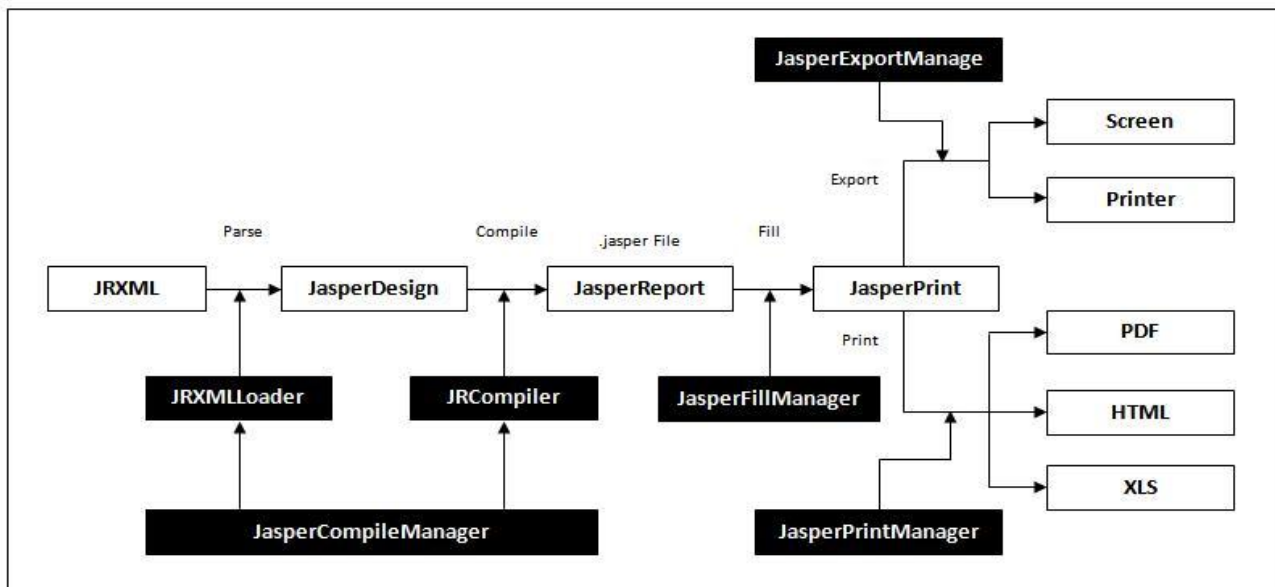 JasperExportManage
Screen
Export
Printer
Parse
Compile
.jasper File
Fill
JRXML
JasperDesign
JasperReport
JasperPrint
Print
PDF
JRXMLLoader
JRCompiler
JasperFillManager
HTML
XLS
JasperCompileManager
JasperPrintManager